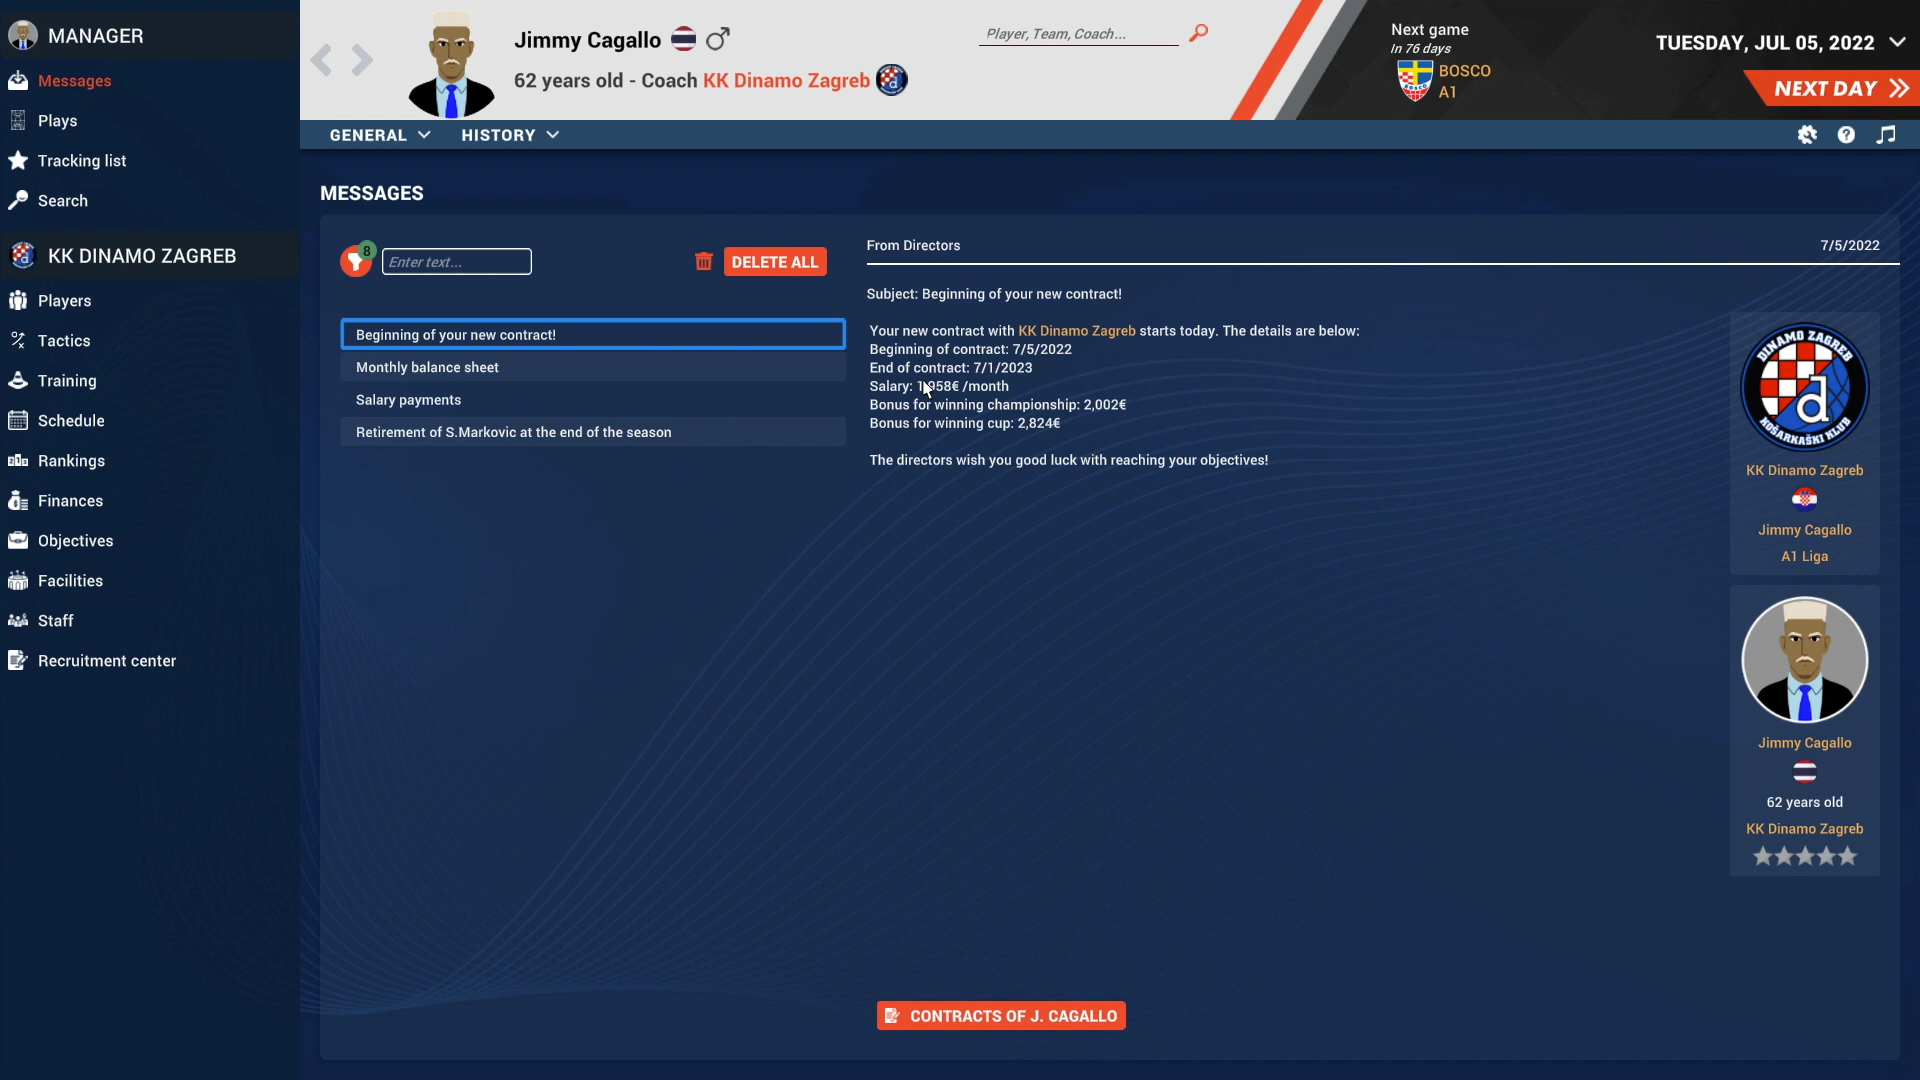 MANAGER
Messages
Plays
Tracking list
Search
KK DINAMO ZAGREB
Players
Tactics
Training
Schedule
Rankings
Finances
Objectives
Facilities
Staff
Recruitment center
Jimmy Cagallo
62 years old - Coach KK Dinamo Zagreb
Player, Team, Coach...
Next game
In 76 days
BOSCO
A1
TUESDAY, JUL 05, 2022
NEXT DAY
GENERAL
HISTORY
MESSAGES
8
Enter text...
DELETE ALL
Beginning of your new contract!
Monthly balance sheet
Salary payments
Retirement of S.Markovic at the end of the season
From Directors
7/5/2022
Subject: Beginning of your new contract!
Your new contract with KK Dinamo Zagreb starts today. The details are below:
Beginning of contract: 7/5/2022
End of contract: 7/1/2023
Salary: 1,958€ /month
Bonus for winning championship: 2,002€
Bonus for winning cup: 2,824€
The directors wish you good luck with reaching your objectives!
DINAMO ZAGREB
d
KOŠARKAŠKI KLUB
KK Dinamo Zagreb
Jimmy Cagallo
A1 Liga
Jimmy Cagallo
62 years old
KK Dinamo Zagreb
CONTRACTS OF J. CAGALLO